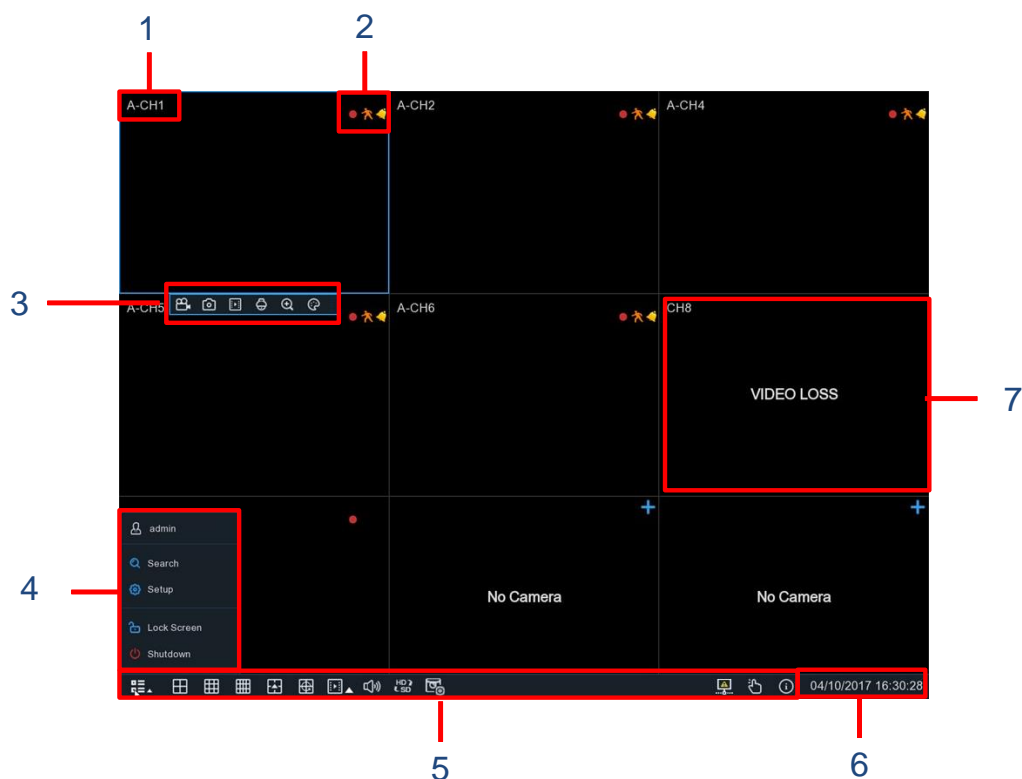 1
2
A-CH1
A-CH2
A-CH4
3
A-CH5
A-CH6
CH8
VIDEO LOSS
7
admin
Search
Setup
4
Lock Screen
Shutdown
No Camera
No Camera
HD
SD
04/10/2017 16:30:28
5
6